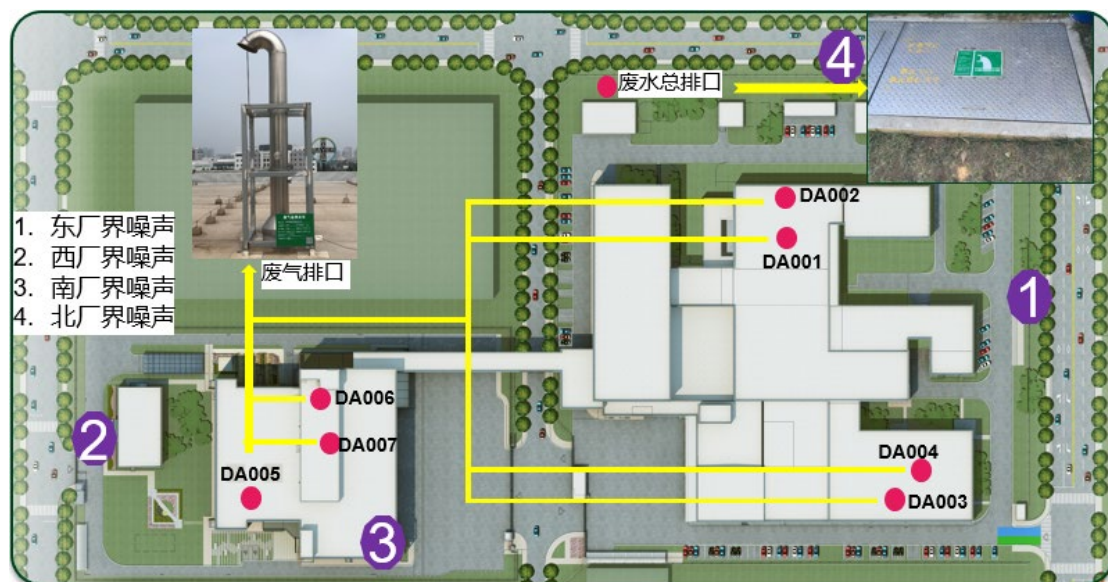 4
废水总排口
DA002
DA001
1. 东厂界噪声
2. 西厂界噪声
3. 南厂界噪声
4. 北厂界噪声
废气排口
1
DA006
2
DA007
DA004
DA005
DA003
3